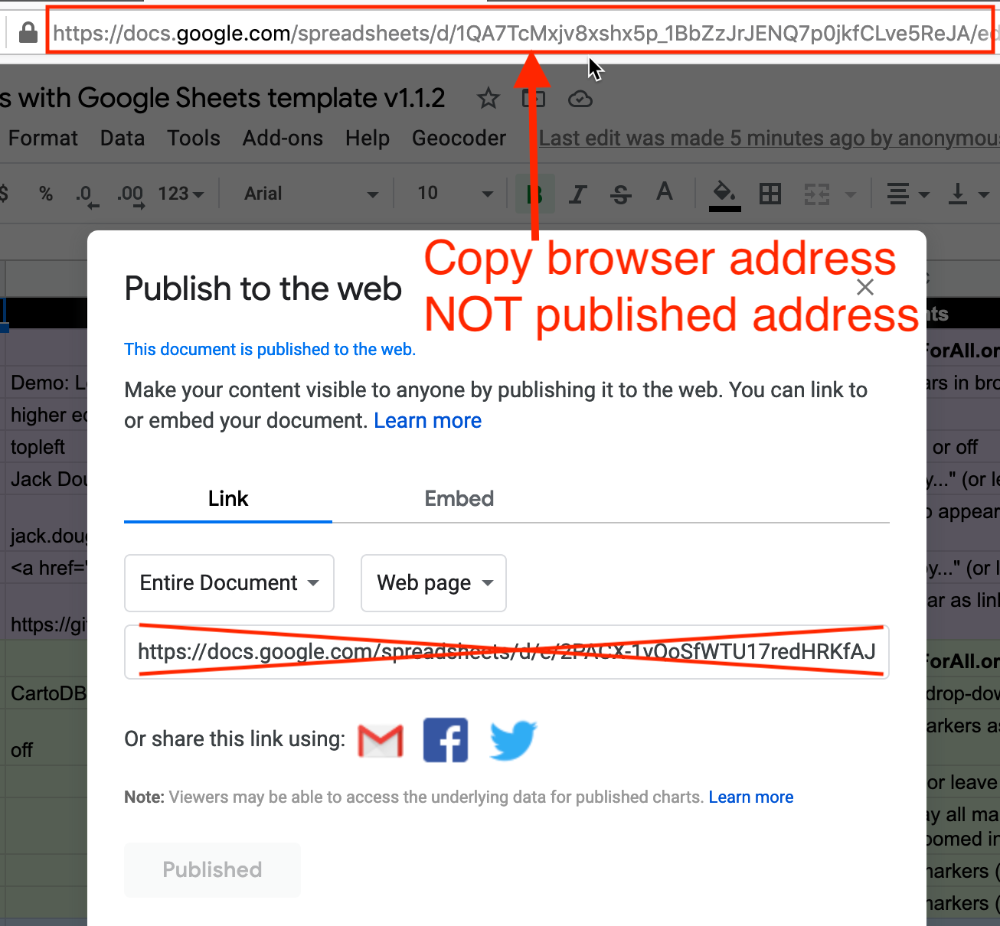 https://docs.google.com/spreadsheets/d/1QA7TcMxjv8xshx5p_1BbZzJrJENQ7p0jkfCLve5ReJA/ed
s with Google Sheets template v1.1.2
Format Data Tools Add-ons Help Geocoder Last edit was made 5 minutes ago by anonymous
$ % .0 .00 123 Arial 10 B I S A
Copy browser address
NOT published address
Publish to the web
This document is published to the web.
Make your content visible to anyone by publishing it to the web. You can link to
or embed your document. Learn more
Link Embed
Entire Document Web page
https://docs.google.com/spreadsheets/d/e/2PACX-1vQoSfWTU17redHRKfAJ
Or share this link using:
Note: Viewers may be able to access the underlying data for published charts. Learn more
Published
Demo: L
higher ed
topleft
Jack Dou
jack.doug
<a href="
https://git
CartoDB
off
nts
ForAll.or
ars in bro
or off
y..." (or le
o appear
by..." (or l
ar as link
ForAll.or
drop-dow
arkers as
or leave
ay all ma
oomed in
markers (
markers (